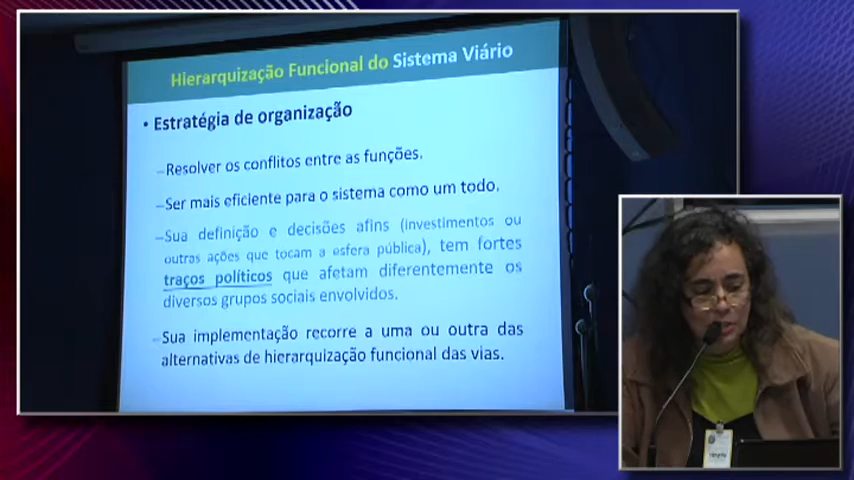 Hierarquização Funcional do Sistema Viário
• Estratégia de organização
–Resolver os conflitos entre as funções.
–Ser mais eficiente para o sistema como um todo.
–Sua definição e decisões afins (investimentos ou
outras ações que tocam a esfera pública), tem fortes
traços políticos que afetam diferentemente os
diversos grupos sociais envolvidos.
–Sua implementação recorre a uma ou outra das
alternativas de hierarquização funcional das vias.